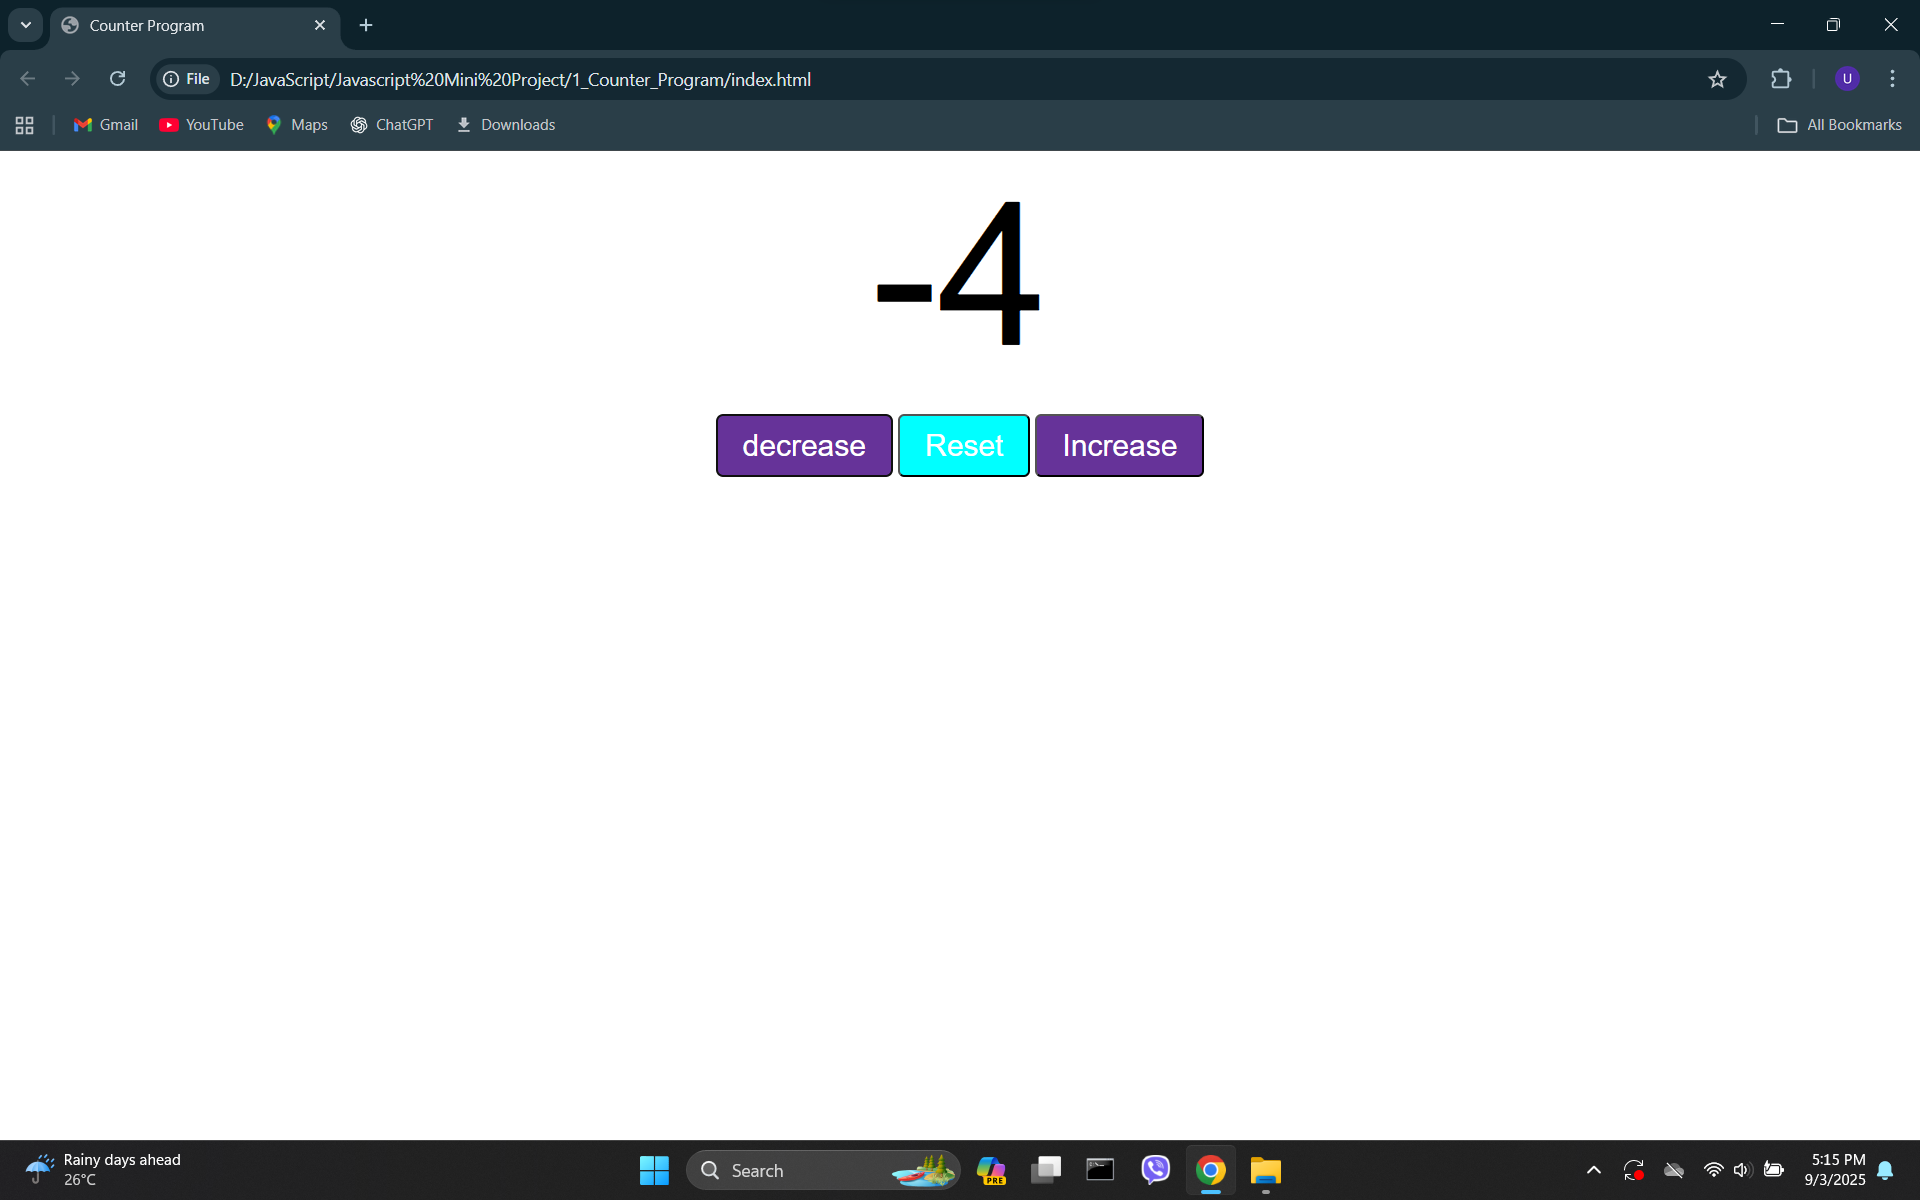 Counter Program
File D:/JavaScript/Javascript%20Mini%20Project/1_Counter_Program/index.html
U
Gmail YouTube Maps ChatGPT Downloads All Bookmarks
-4
decrease Reset Increase
Rainy days ahead
26°C
Search
PRE
5:15 PM
9/3/2025